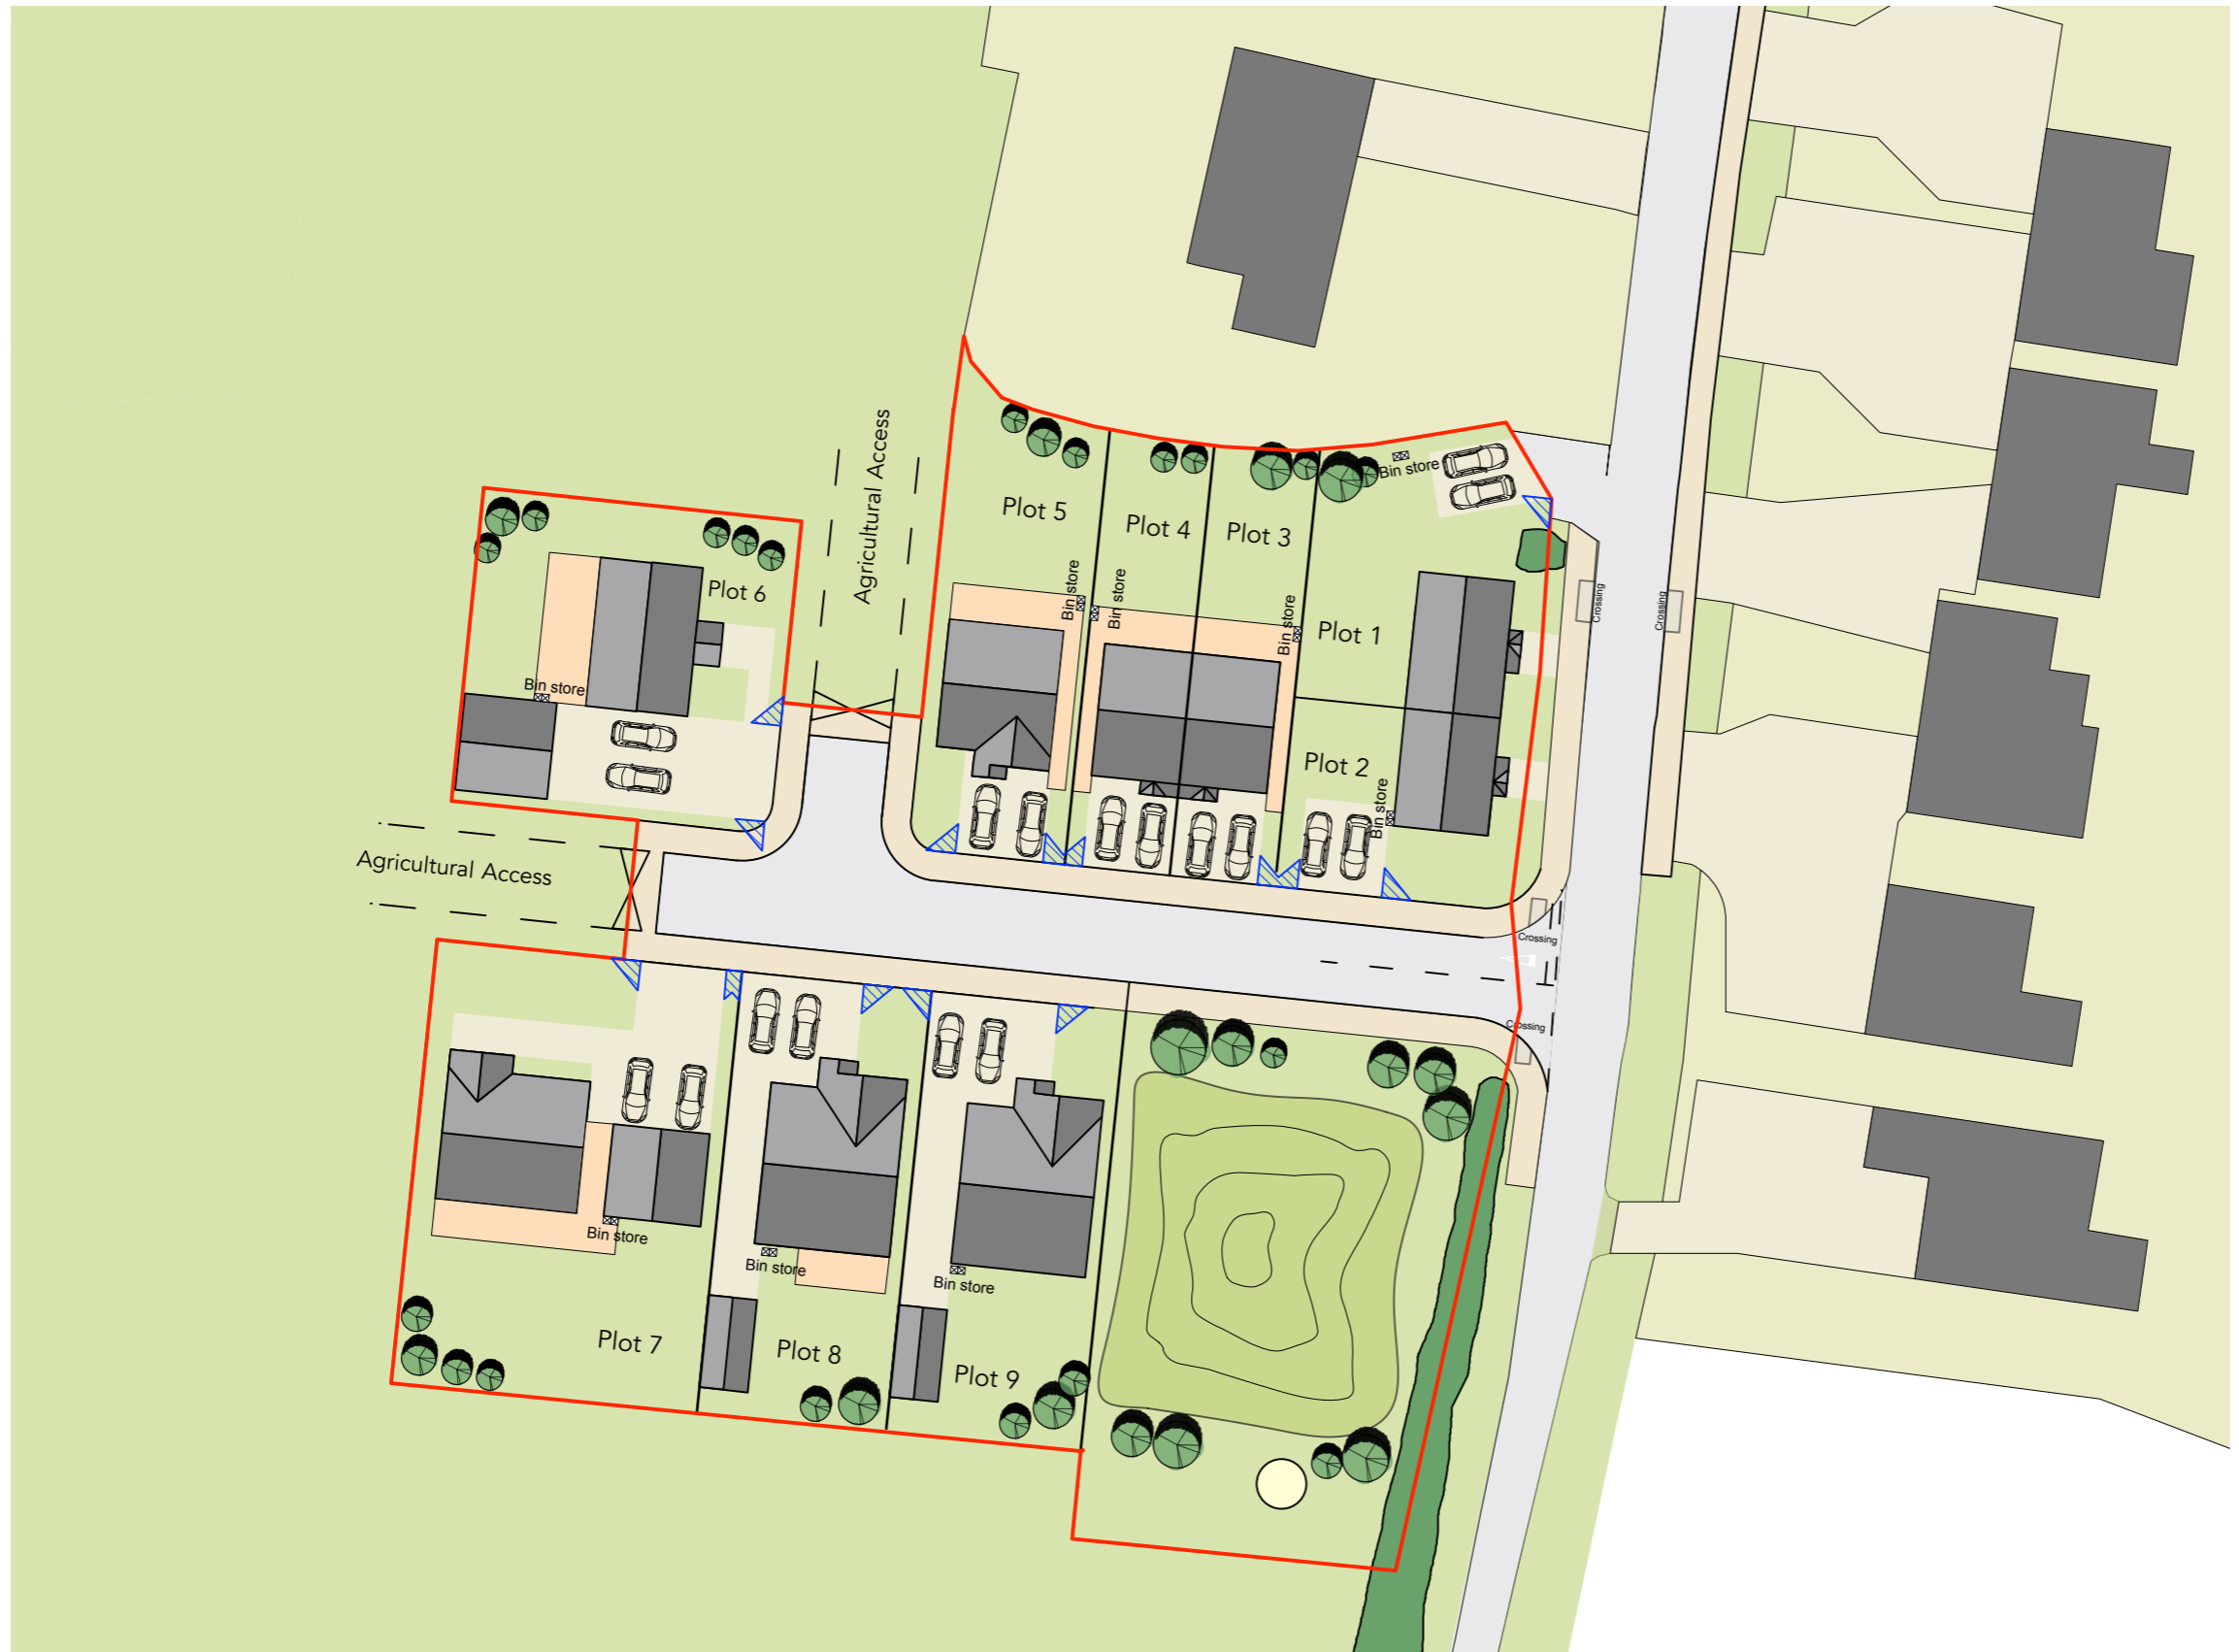 Agricultural Access
Bin store
Plot 5
Plot 4
Plot 3
Plot 6
Bin store
Bin store
Bin store
Crossing
Crossing
Plot 1
Bin store
Plot 2
Bin store
Agricultural Access
Crossing
Crossing
Bin store
Bin store
Bin store
Plot 7
Plot 8
Plot 9